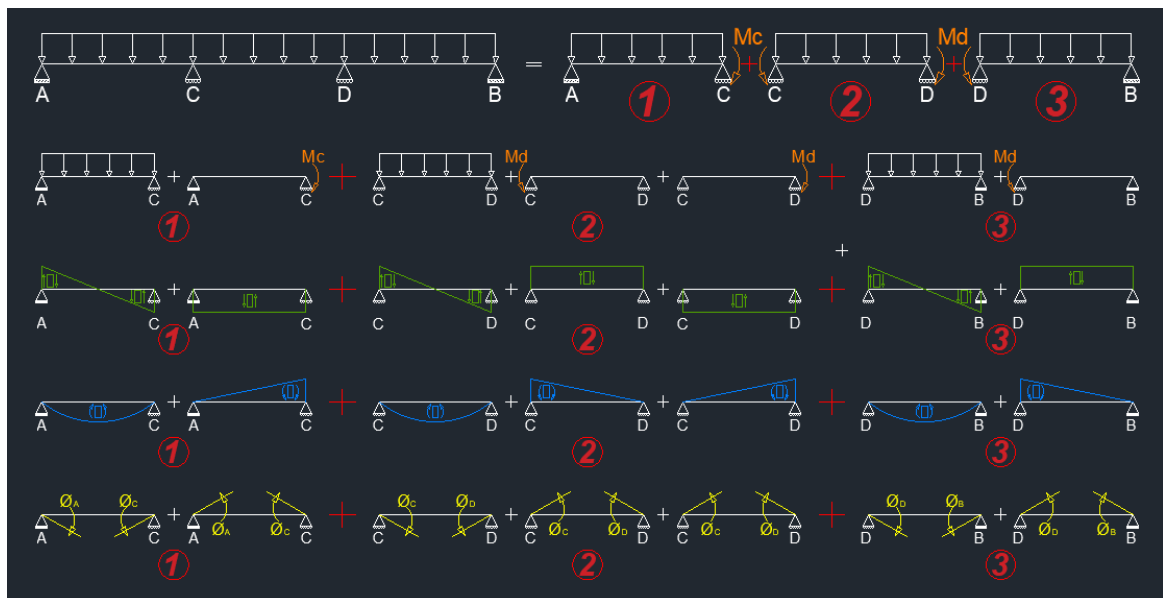 A C D B = A Mc C + C Md D + D B
1 2 3
Mc Md Md Md
A C + A C + C D + C D + C D + D B + D B
1 2 3
A C + A C + C D + C D + C D + D B + D B
1 2 3
A C + A C + C D + C D + C D + D B + D B
1 2 3
ØA ØC ØC ØD ØD ØB
ØA ØC ØC ØD ØC ØD ØD ØB
A C + A C + C D + C D + C D + D B + D B
1 2 3